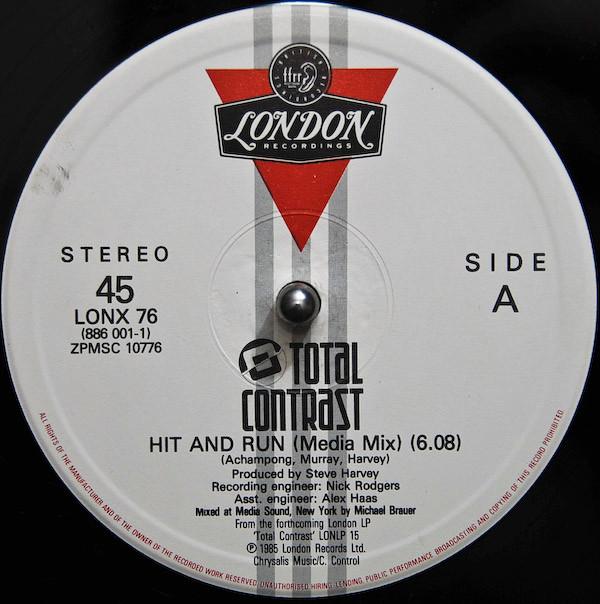 ffrr
LONDON
RECORDINGS
STEREO
45
LONX 76
(886 001-1)
ZPMSC 10776
SIDE
A
TOTAL
CONTRAST
HIT AND RUN (Media Mix) (6.08)
(Achampong, Murray, Harvey)
Produced by Steve Harvey
Recording engineer: Nick Rodgers
Asst. engineer: Alex Haas
Mixed at Media Sound, New York by Michael Brauer
From the forthcoming London LP
'Total Contrast' LONLP 15
℗ 1985 London Records Ltd.
Chrysalis Music/C. Control
ALL RIGHTS OF THE MANUFACTURER AND OF THE OWNER OF THE RECORDED WORK RESERVED. UNAUTHORISED HIRING, LENDING, PUBLIC PERFORMANCE BROADCASTING AND COPYING OF THIS RECORD PROHIBITED.